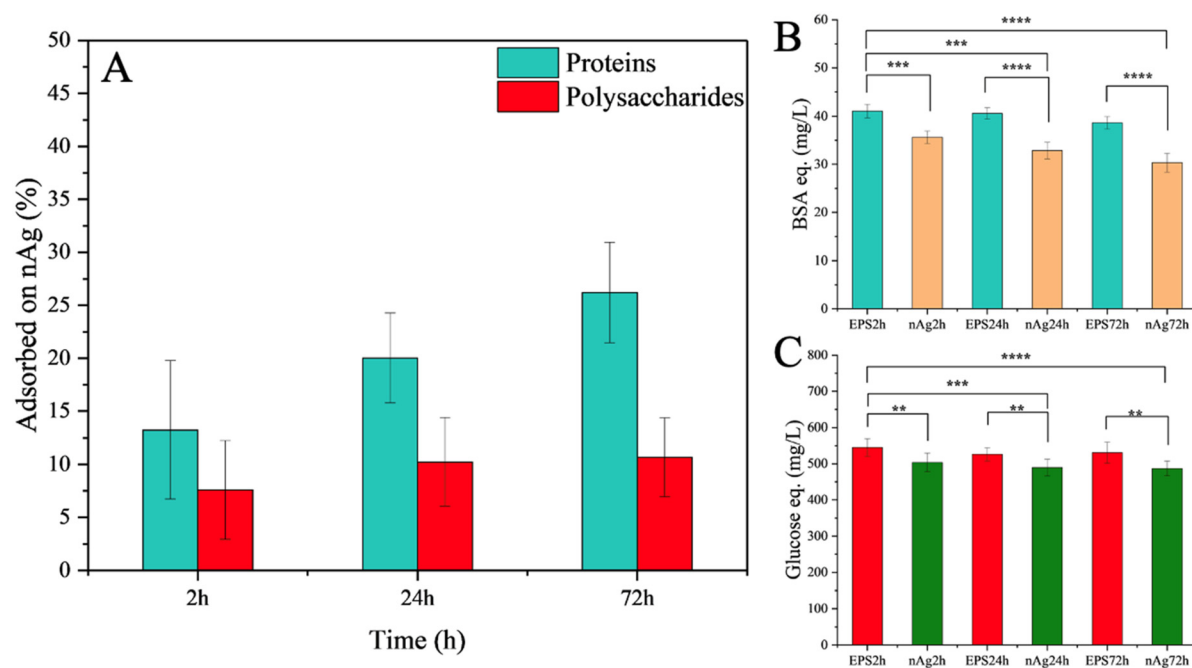 A
Proteins
Polysaccharides
Adsorbed on nAg (%)
50
45
40
35
30
25
20
15
10
5
0
2h 24h 72h
Time (h)
B
BSA eq. (mg/L)
60
50
40
30
20
10
0
****
***
*** **** ****
EPS2h nAg2h EPS24h nAg24h EPS72h nAg72h
C
Glucose eq. (mg/L)
800
700
600
500
400
300
200
100
0
****
***
** ** **
EPS2h nAg2h EPS24h nAg24h EPS72h nAg72h